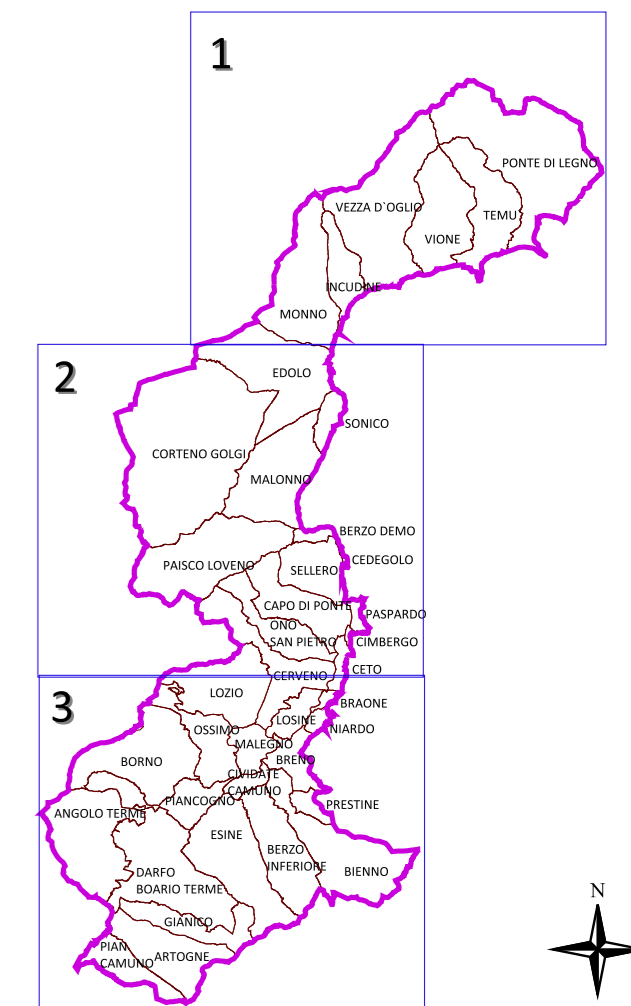 1
PONTE DI LEGNO
VEZZA D`OGLIO
TEMU
VIONE
INCUDINE
MONNO
2
EDOLO
SONICO
CORTENO GOLGI
MALONNO
BERZO DEMO
CEDEGOLO
PAISCO LOVENO
SELLERO
CAPO DI PONTE
PASPARDO
ONO
SAN PIETRO
CIMBERGO
CETO
CERVENO
3
LOZIO
BRAONE
LOSINE
OSSIMO
NIARDO
MALEGNO
BORNO
BRENO
CIVIDATE
CAMUNO
PIANCOGNO
PRESTINE
ANGOLO TERME
ESINE
BERZO
INFERIORE
DARFO
BOARIO TERME
BIENNO
GIANICO
PIAN
CAMUNO
ARTOGNE
N